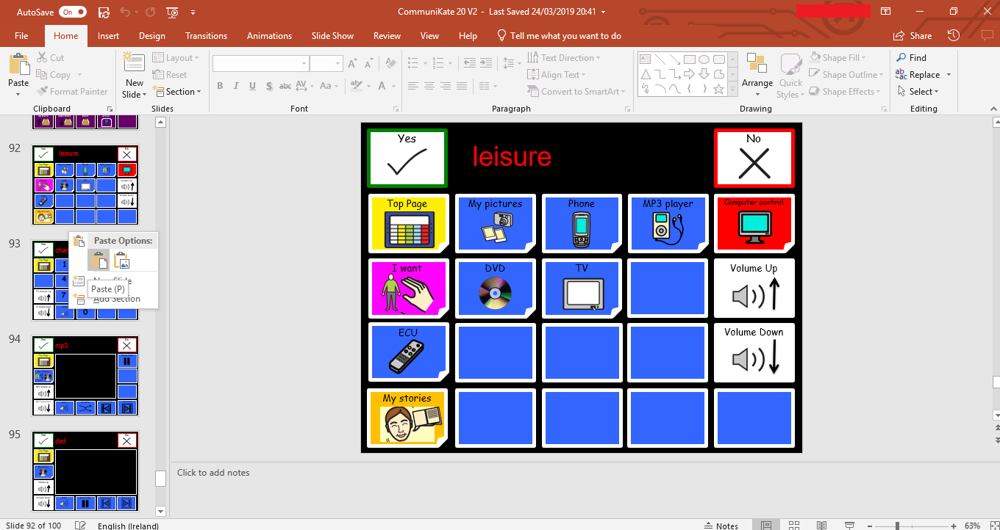 AutoSave On CommuniKate 20 V2 - Last Saved 24/03/2019 20:41
File Home Insert Design Transitions Animations Slide Show Review View Help Tell me what you want to do Share
Paste Cut Copy Format Painter
Clipboard
New Slide Layout Reset Section
Slides
B I U S abc AV Aa A
Font
Text Direction Align Text Convert to SmartArt
Paragraph
Arrange Quick Styles Shape Fill Shape Outline Shape Effects
Drawing
Find Replace Select
Editing
92
leisure
93
Paste Options:
New Slide
Paste (P)
Add Section
1
4
7
0
94
mp3
95
dvd
Yes leisure No
Top Page My pictures Phone MP3 player Computer control
I want DVD TV Volume Up
ECU Volume Down
My stories
Click to add notes
Slide 92 of 100 English (Ireland) Notes 63%